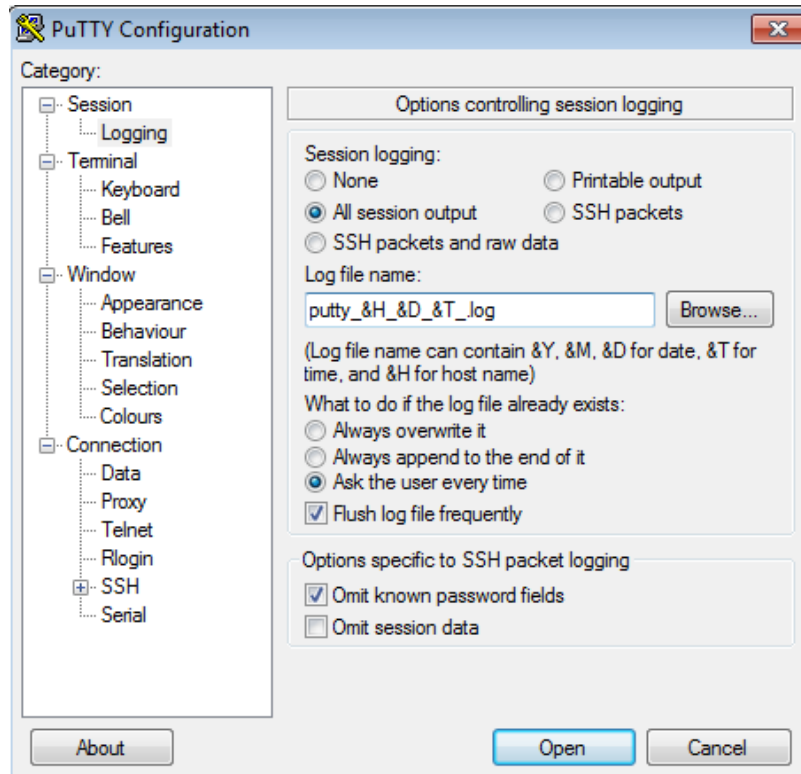 PuTTY Configuration
Category:
Session
Logging
Terminal
Keyboard
Bell
Features
Window
Appearance
Behaviour
Translation
Selection
Colours
Connection
Data
Proxy
Telnet
Rlogin
SSH
Serial
Options controlling session logging
Session logging:
None
Printable output
All session output
SSH packets
SSH packets and raw data
Log file name:
putty_&H_&D_&T_.log
Browse...
(Log file name can contain &Y, &M, &D for date, &T for
time, and &H for host name)
What to do if the log file already exists:
Always overwrite it
Always append to the end of it
Ask the user every time
Flush log file frequently
Options specific to SSH packet logging
Omit known password fields
Omit session data
About
Open
Cancel